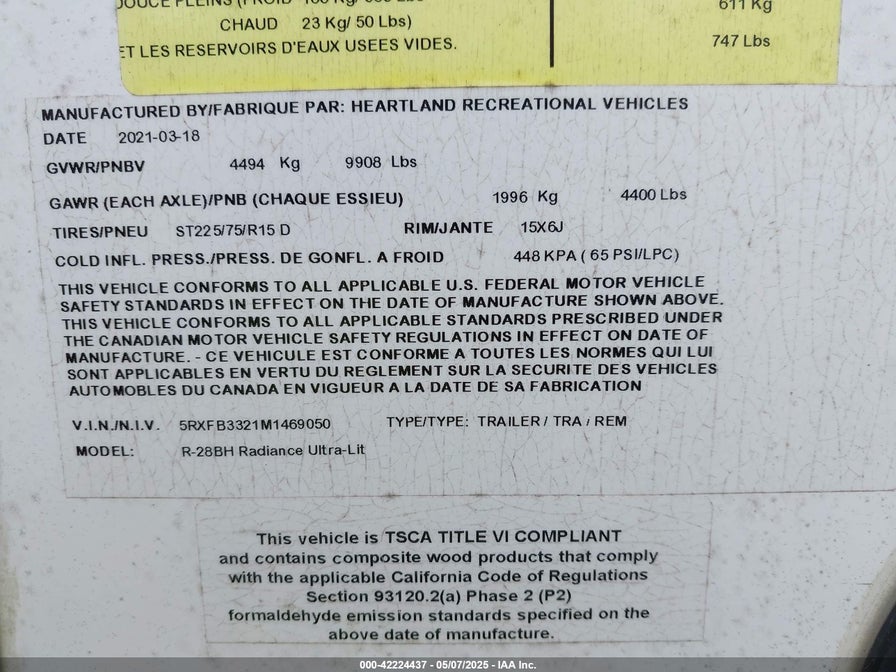 DOUCE PLEINS (FROID
CHAUD 23 Kg/ 50 Lbs)
ET LES RESERVOIRS D'EAUX USEES VIDES.
611 Kg
747 Lbs
MANUFACTURED BY/FABRIQUE PAR: HEARTLAND RECREATIONAL VEHICLES
DATE 2021-03-18
GVWR/PNBV 4494 Kg 9908 Lbs
GAWR (EACH AXLE)/PNB (CHAQUE ESSIEU) 1996 Kg 4400 Lbs
TIRES/PNEU ST225/75/R15 D RIM/JANTE 15X6J
COLD INFL. PRESS./PRESS. DE GONFL. A FROID 448 KPA ( 65 PSI/LPC)
THIS VEHICLE CONFORMS TO ALL APPLICABLE U.S. FEDERAL MOTOR VEHICLE
SAFETY STANDARDS IN EFFECT ON THE DATE OF MANUFACTURE SHOWN ABOVE.
THIS VEHICLE CONFORMS TO ALL APPLICABLE STANDARDS PRESCRIBED UNDER
THE CANADIAN MOTOR VEHICLE SAFETY REGULATIONS IN EFFECT ON DATE OF
MANUFACTURE. - CE VEHICULE EST CONFORME A TOUTES LES NORMES QUI LUI
SONT APPLICABLES EN VERTU DU REGLEMENT SUR LA SECURITE DES VEHICLES
AUTOMOBLES DU CANADA EN VIGUEUR A LA DATE DE SA FABRICATION
V.I.N./N.I.V. 5RXFB3321M1469050 TYPE/TYPE: TRAILER / TRA / REM
MODEL: R-28BH Radiance Ultra-Lit
This vehicle is TSCA TITLE VI COMPLIANT
and contains composite wood products that comply
with the applicable California Code of Regulations
Section 93120.2(a) Phase 2 (P2)
formaldehyde emission standards specified on the
above date of manufacture.
000-42224437 - 05/07/2025 - IAA Inc.